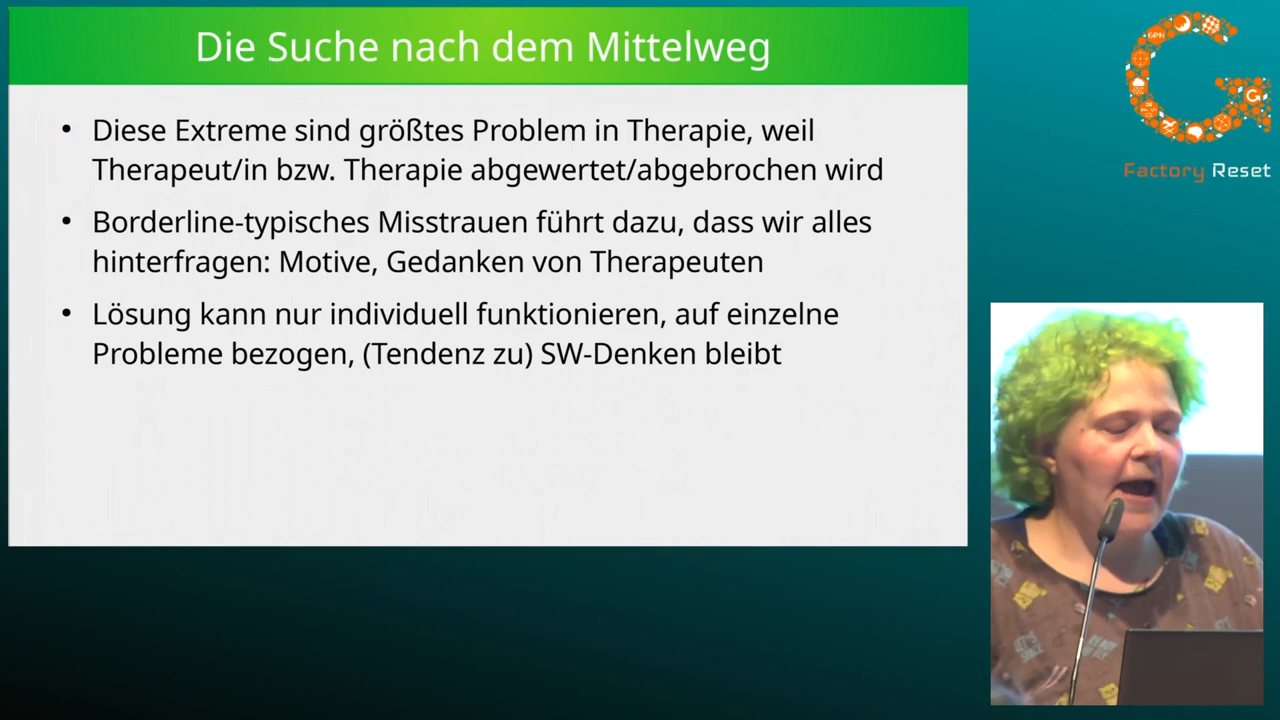 Die Suche nach dem Mittelweg
• Diese Extreme sind größtes Problem in Therapie, weil
Therapeut/in bzw. Therapie abgewertet/abgebrochen wird
• Borderline-typisches Misstrauen führt dazu, dass wir alles
hinterfragen: Motive, Gedanken von Therapeuten
• Lösung kann nur individuell funktionieren, auf einzelne
Probleme bezogen, (Tendenz zu) SW-Denken bleibt
GPN
Factory Reset